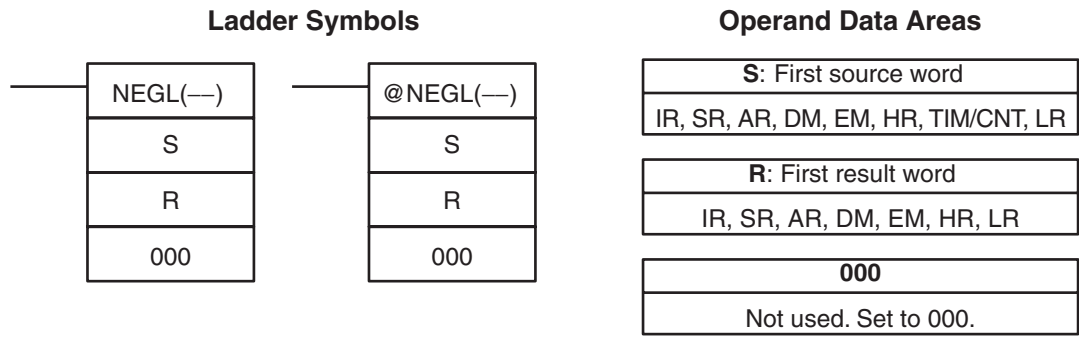 Ladder Symbols
NEGL(––)
S
R
000
@NEGL(––)
S
R
000
Operand Data Areas
S: First source word
IR, SR, AR, DM, EM, HR, TIM/CNT, LR
R: First result word
IR, SR, AR, DM, EM, HR, LR
000
Not used. Set to 000.